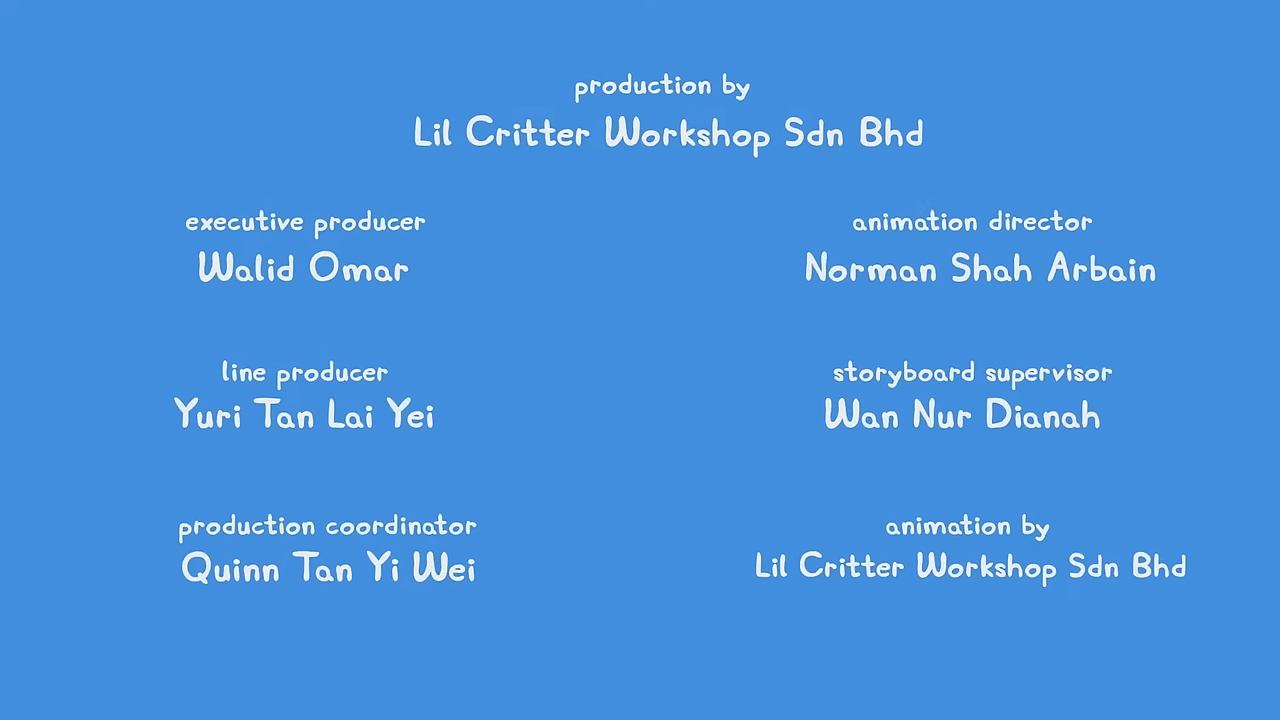 production by
Lil Critter Workshop Sdn Bhd
executive producer
Walid Omar
animation director
Norman Shah Arbain
line producer
Yuri Tan Lai Yei
storyboard supervisor
Wan Nur Dianah
production coordinator
Quinn Tan Yi Wei
animation by
Lil Critter Workshop Sdn Bhd